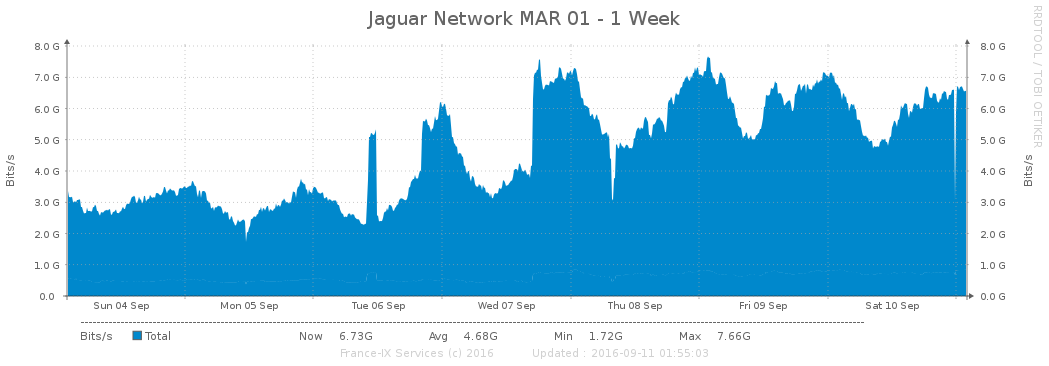 Jaguar Network MAR 01 - 1 Week
RRDTOOL / TOBI OETIKER
Bits/s
8.0 G 8.0 G
7.0 G 7.0 G
6.0 G 6.0 G
5.0 G 5.0 G
4.0 G 4.0 G
3.0 G 3.0 G
2.0 G 2.0 G
1.0 G 1.0 G
0.0 0.0 G
Bits/s
Sun 04 Sep Mon 05 Sep Tue 06 Sep Wed 07 Sep Thu 08 Sep Fri 09 Sep Sat 10 Sep
Bits/s Total Now 6.73G Avg 4.68G Min 1.72G Max 7.66G
France-IX Services (c) 2016 Updated : 2016-09-11 01:55:03